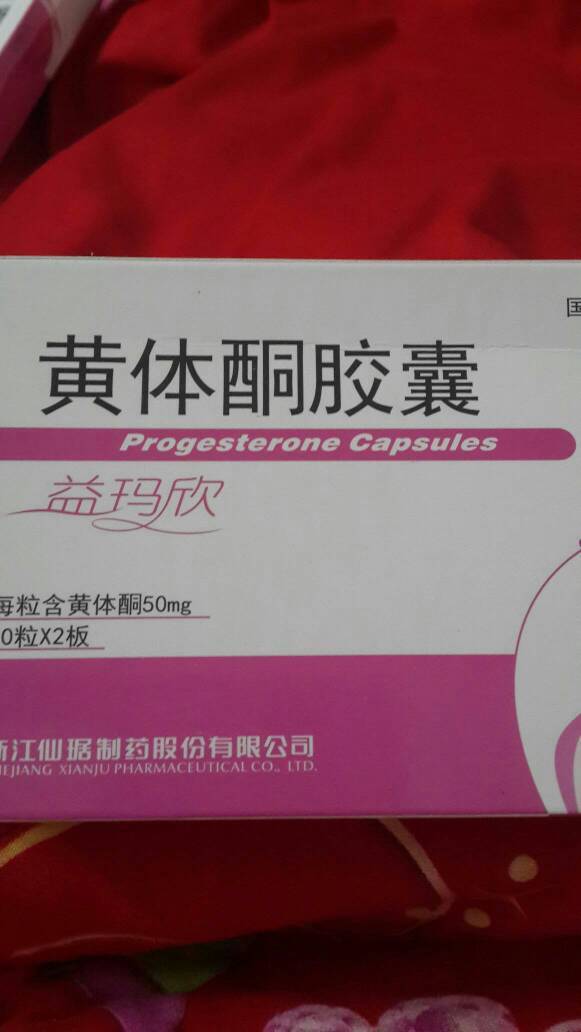 国
黄体酮胶囊
Progesterone Capsules
益玛欣
每粒含黄体酮50mg
0粒X2板
浙江仙琚制药股份有限公司
HEJIANG XIANJU PHARMACEUTICAL CO., LTD.